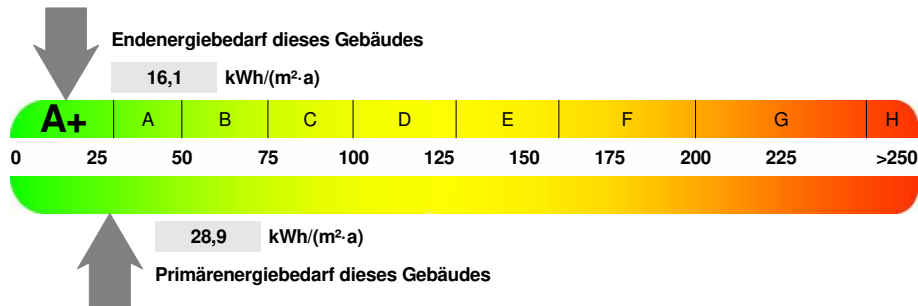 Endenergiebedarf dieses Gebäudes
16,1 kWh/(m²·a)
A+ A B C D E F G H
0 25 50 75 100 125 150 175 200 225 >250
28,9 kWh/(m²·a)
Primärenergiebedarf dieses Gebäudes